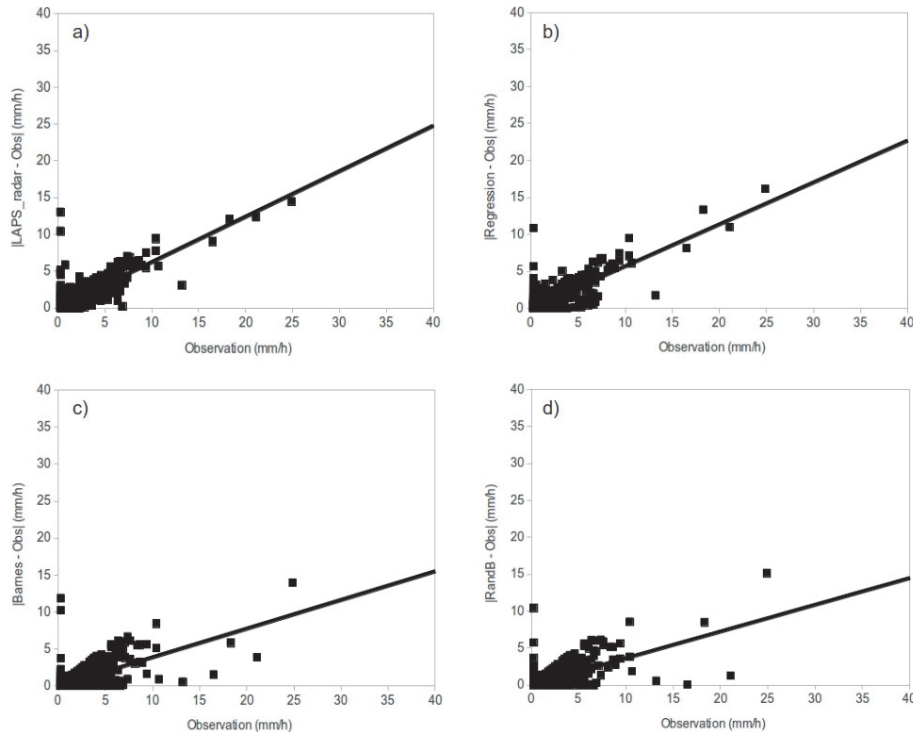 a)
|LAPS_radar - Obs| (mm/h)
40
35
30
25
20
15
10
5
0
0 5 10 15 20 25 30 35 40
Observation (mm/h)
b)
|Regression - Obs| (mm/h)
40
35
30
25
20
15
10
5
0
0 5 10 15 20 25 30 35 40
Observation (mm/h)
c)
|Barnes - Obs| (mm/h)
40
35
30
25
20
15
10
5
0
0 5 10 15 20 25 30 35 40
Observation (mm/h)
d)
|RandB - Obs| (mm/h)
40
35
30
25
20
15
10
5
0
0 5 10 15 20 25 30 35 40
Observation (mm/h)